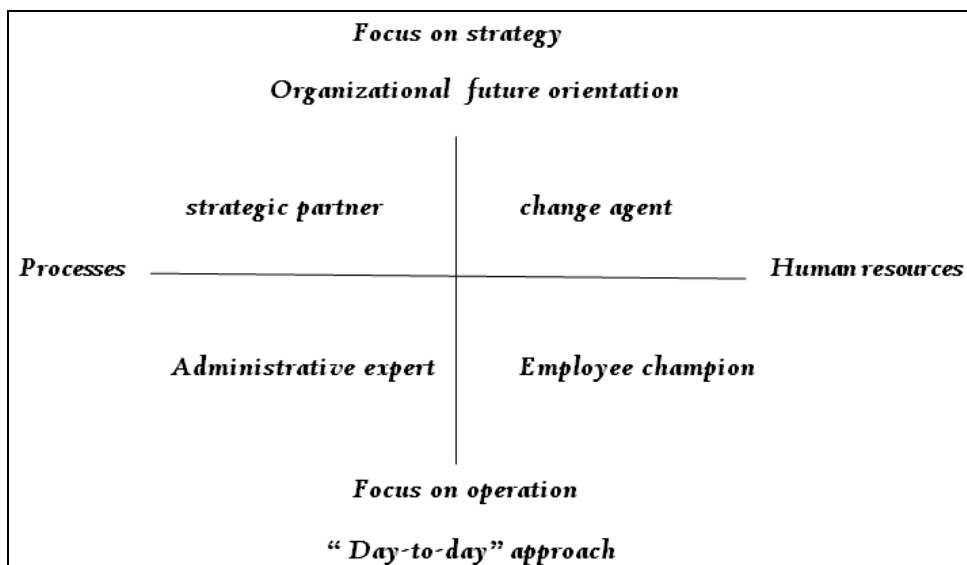 Focus on strategy
Organizational future orientation
strategic partner
change agent
Processes
Human resources
Administrative expert
Employee champion
Focus on operation
“ Day-to-day” approach